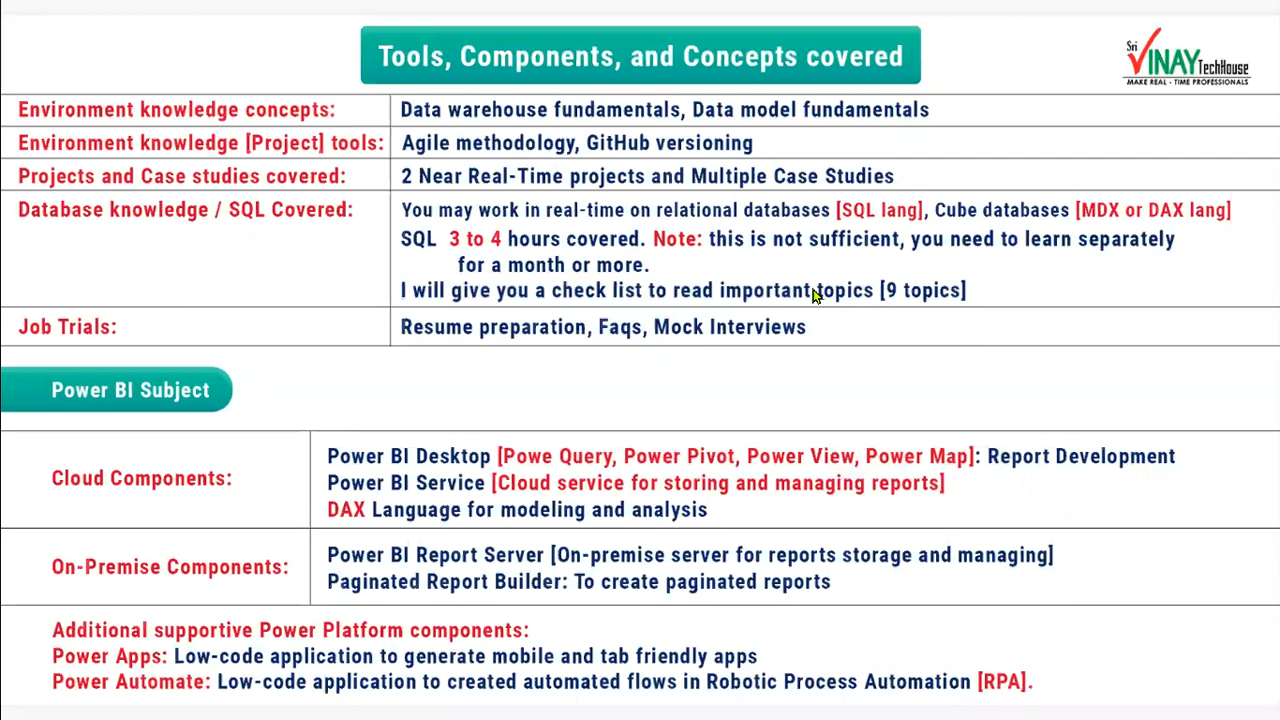 Tools, Components, and Concepts covered
Sri VINAY TechHouse
MAKE REAL - TIME PROFESSIONALS
Environment knowledge concepts: Data warehouse fundamentals, Data model fundamentals
Environment knowledge [Project] tools: Agile methodology, GitHub versioning
Projects and Case studies covered: 2 Near Real-Time projects and Multiple Case Studies
Database knowledge / SQL Covered: You may work in real-time on relational databases [SQL lang], Cube databases [MDX or DAX lang]
SQL 3 to 4 hours covered. Note: this is not sufficient, you need to learn separately
for a month or more.
I will give you a check list to read important topics [9 topics]
Job Trials: Resume preparation, Faqs, Mock Interviews
Power BI Subject
Cloud Components:
Power BI Desktop [Powe Query, Power Pivot, Power View, Power Map]: Report Development
Power BI Service [Cloud service for storing and managing reports]
DAX Language for modeling and analysis
On-Premise Components:
Power BI Report Server [On-premise server for reports storage and managing]
Paginated Report Builder: To create paginated reports
Additional supportive Power Platform components:
Power Apps: Low-code application to generate mobile and tab friendly apps
Power Automate: Low-code application to created automated flows in Robotic Process Automation [RPA].